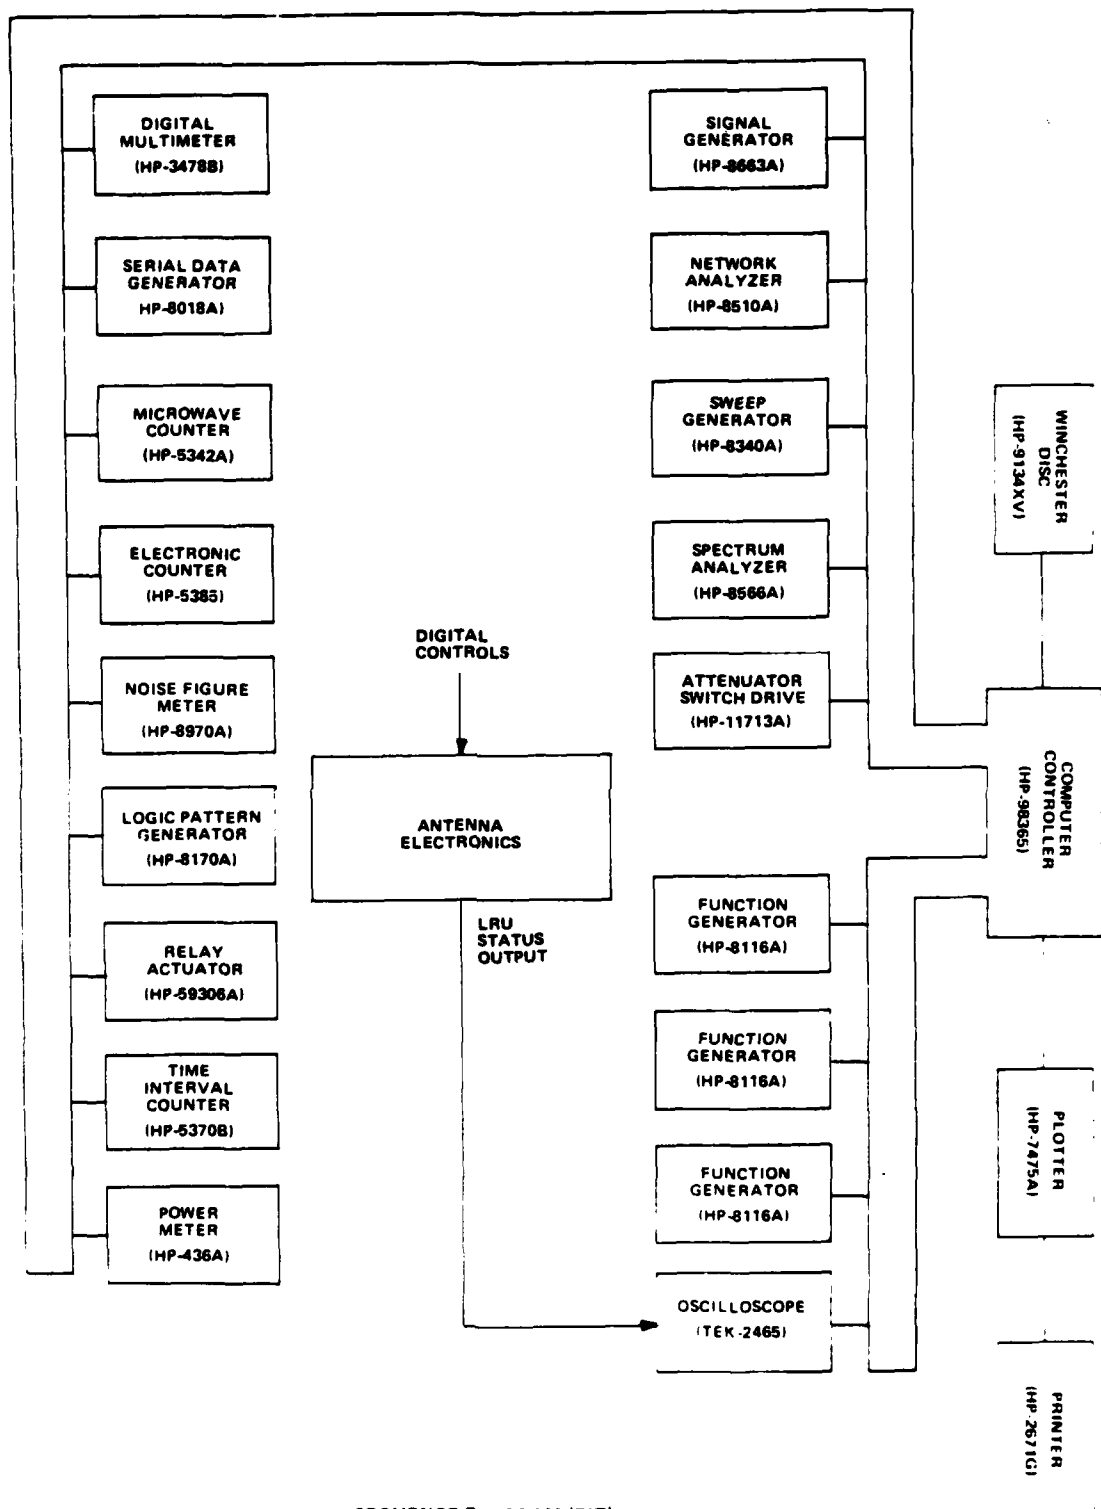 DIGITAL
MULTIMETER
(HP-3478B)
SERIAL DATA
GENERATOR
HP-8018A)
MICROWAVE
COUNTER
(HP-5342A)
ELECTRONIC
COUNTER
(HP-5385)
NOISE FIGURE
METER
(HP-8970A)
LOGIC PATTERN
GENERATOR
(HP-8170A)
RELAY
ACTUATOR
(HP-59306A)
TIME
INTERVAL
COUNTER
(HP-5370B)
POWER
METER
(HP-436A)
DIGITAL
CONTROLS
ANTENNA
ELECTRONICS
LRU
STATUS
OUTPUT
SIGNAL
GENERATOR
(HP-8663A)
NETWORK
ANALYZER
(HP-8510A)
SWEEP
GENERATOR
(HP-8340A)
SPECTRUM
ANALYZER
(HP-8566A)
ATTENUATOR
SWITCH DRIVE
(HP-11713A)
FUNCTION
GENERATOR
(HP-8116A)
FUNCTION
GENERATOR
(HP-8116A)
FUNCTION
GENERATOR
(HP-8116A)
OSCILLOSCOPE
(TEK-2465)
WINCHESTER
DISC
(HP-9134XV)
COMPUTER
CONTROLLER
(HP-98365)
PLOTTER
(HP-7475A)
PRINTER
(HP-2671G)